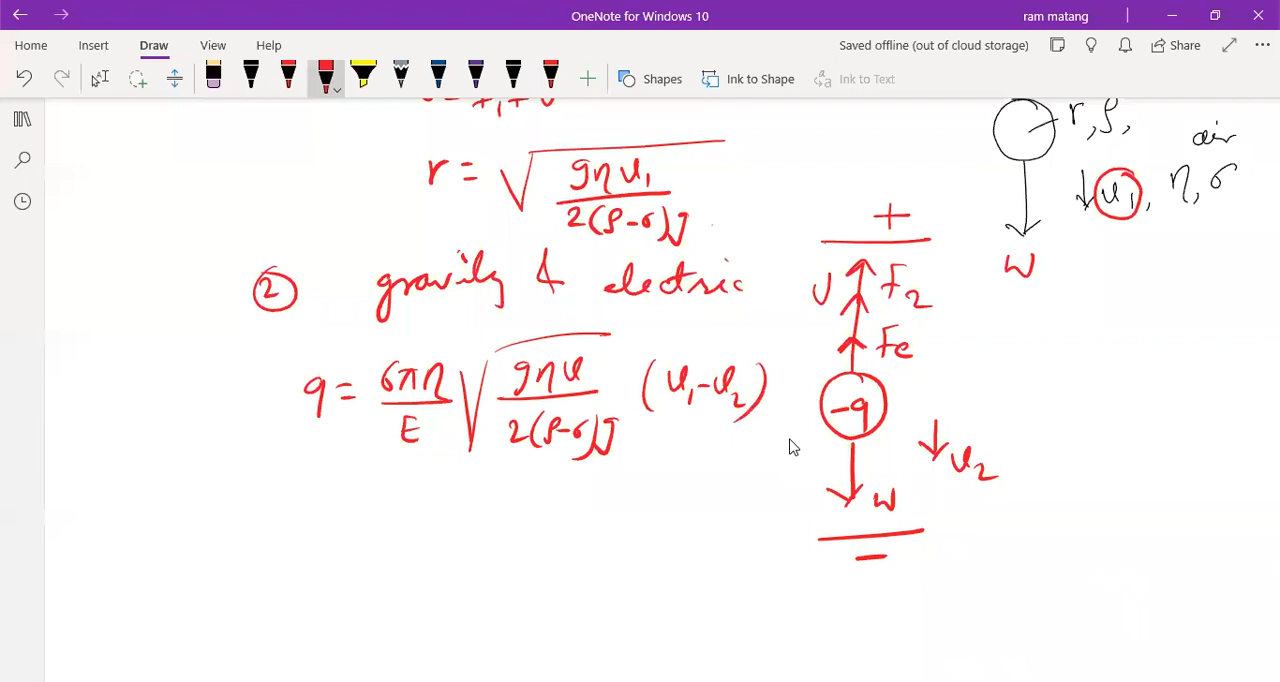 OneNote for Windows 10
ram matang
Home Insert Draw View Help
Saved offline (out of cloud storage)
Share
Shapes
Ink to Shape
Ink to Text
r = √(9ηv₁ / 2(ρ-σ)g)
② gravity & electric
q = 6πη/E √(9ηv / 2(ρ-σ)g) (v₁-v₂)
r, ρ,
air
v₁, η, σ
W
+
U F₂
Fe
-q
v₂
W
-